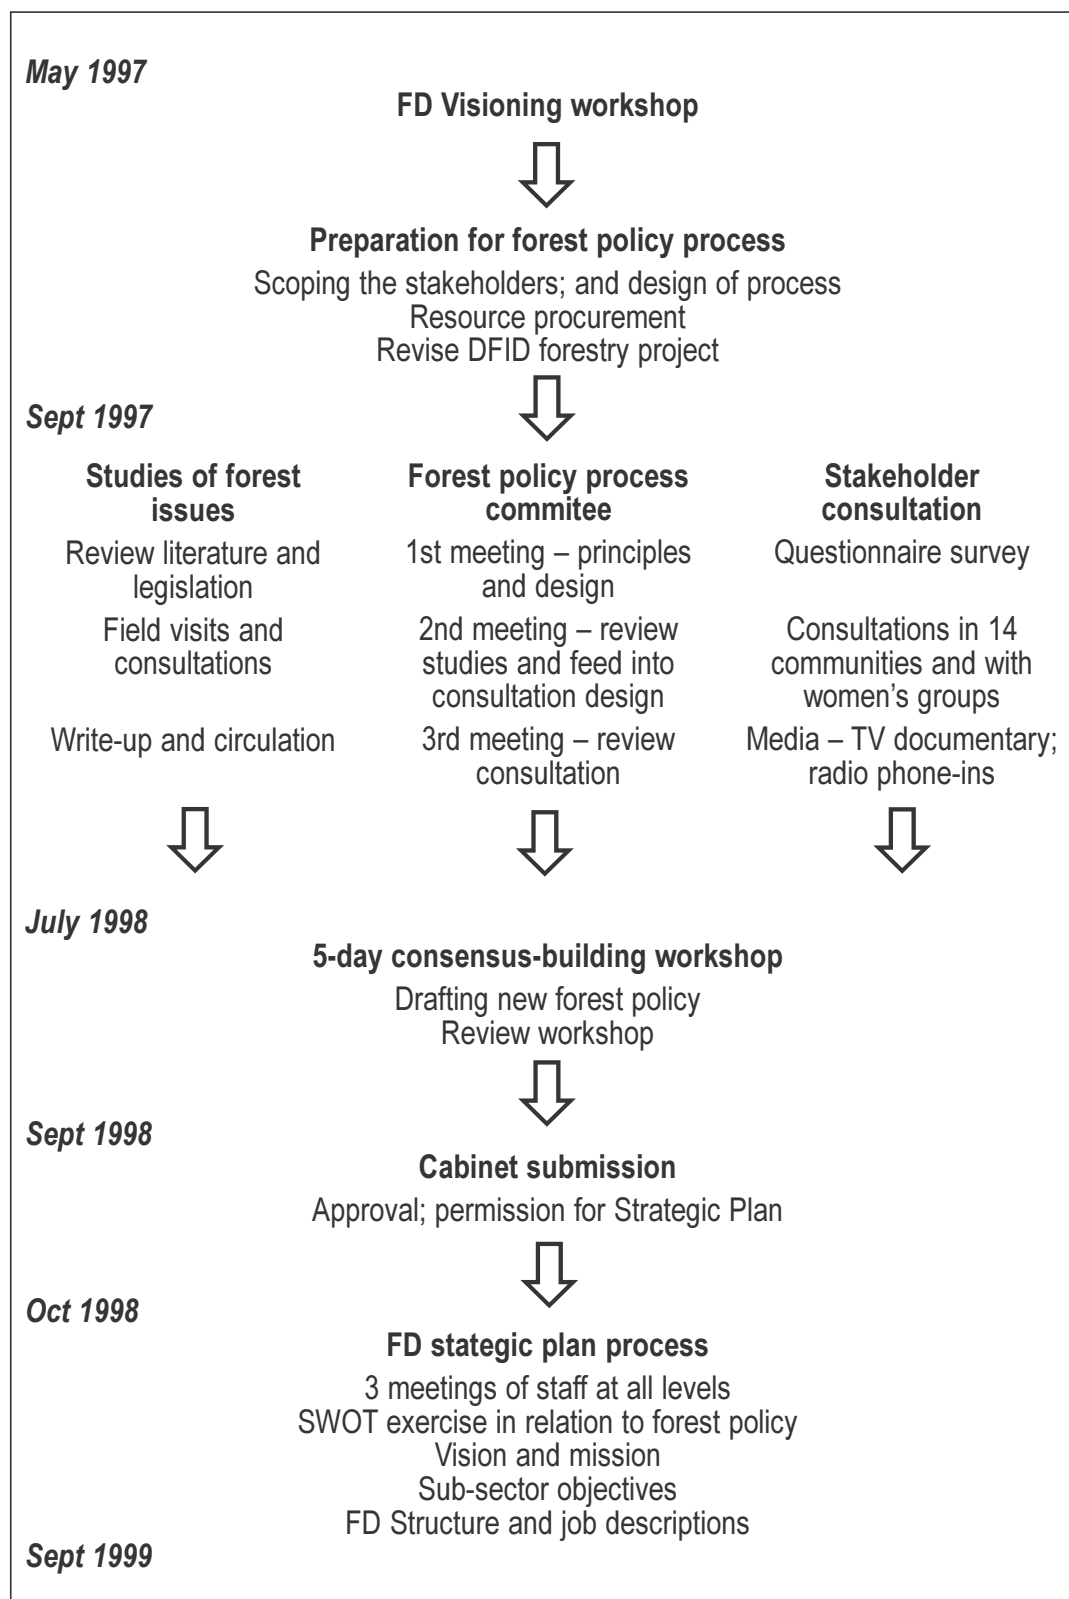 May 1997
FD Visioning workshop
Preparation for forest policy process
Scoping the stakeholders; and design of process
Resource procurement
Revise DFID forestry project
Sept 1997
Studies of forest
issues
Review literature and
legislation
Field visits and
consultations
Write-up and circulation
Forest policy process
commitee
1st meeting – principles
and design
2nd meeting – review
studies and feed into
consultation design
3rd meeting – review
consultation
Stakeholder
consultation
Questionnaire survey
Consultations in 14
communities and with
women’s groups
Media – TV documentary;
radio phone-ins
July 1998
5-day consensus-building workshop
Drafting new forest policy
Review workshop
Sept 1998
Cabinet submission
Approval; permission for Strategic Plan
Oct 1998
FD stategic plan process
3 meetings of staff at all levels
SWOT exercise in relation to forest policy
Vision and mission
Sub-sector objectives
FD Structure and job descriptions
Sept 1999